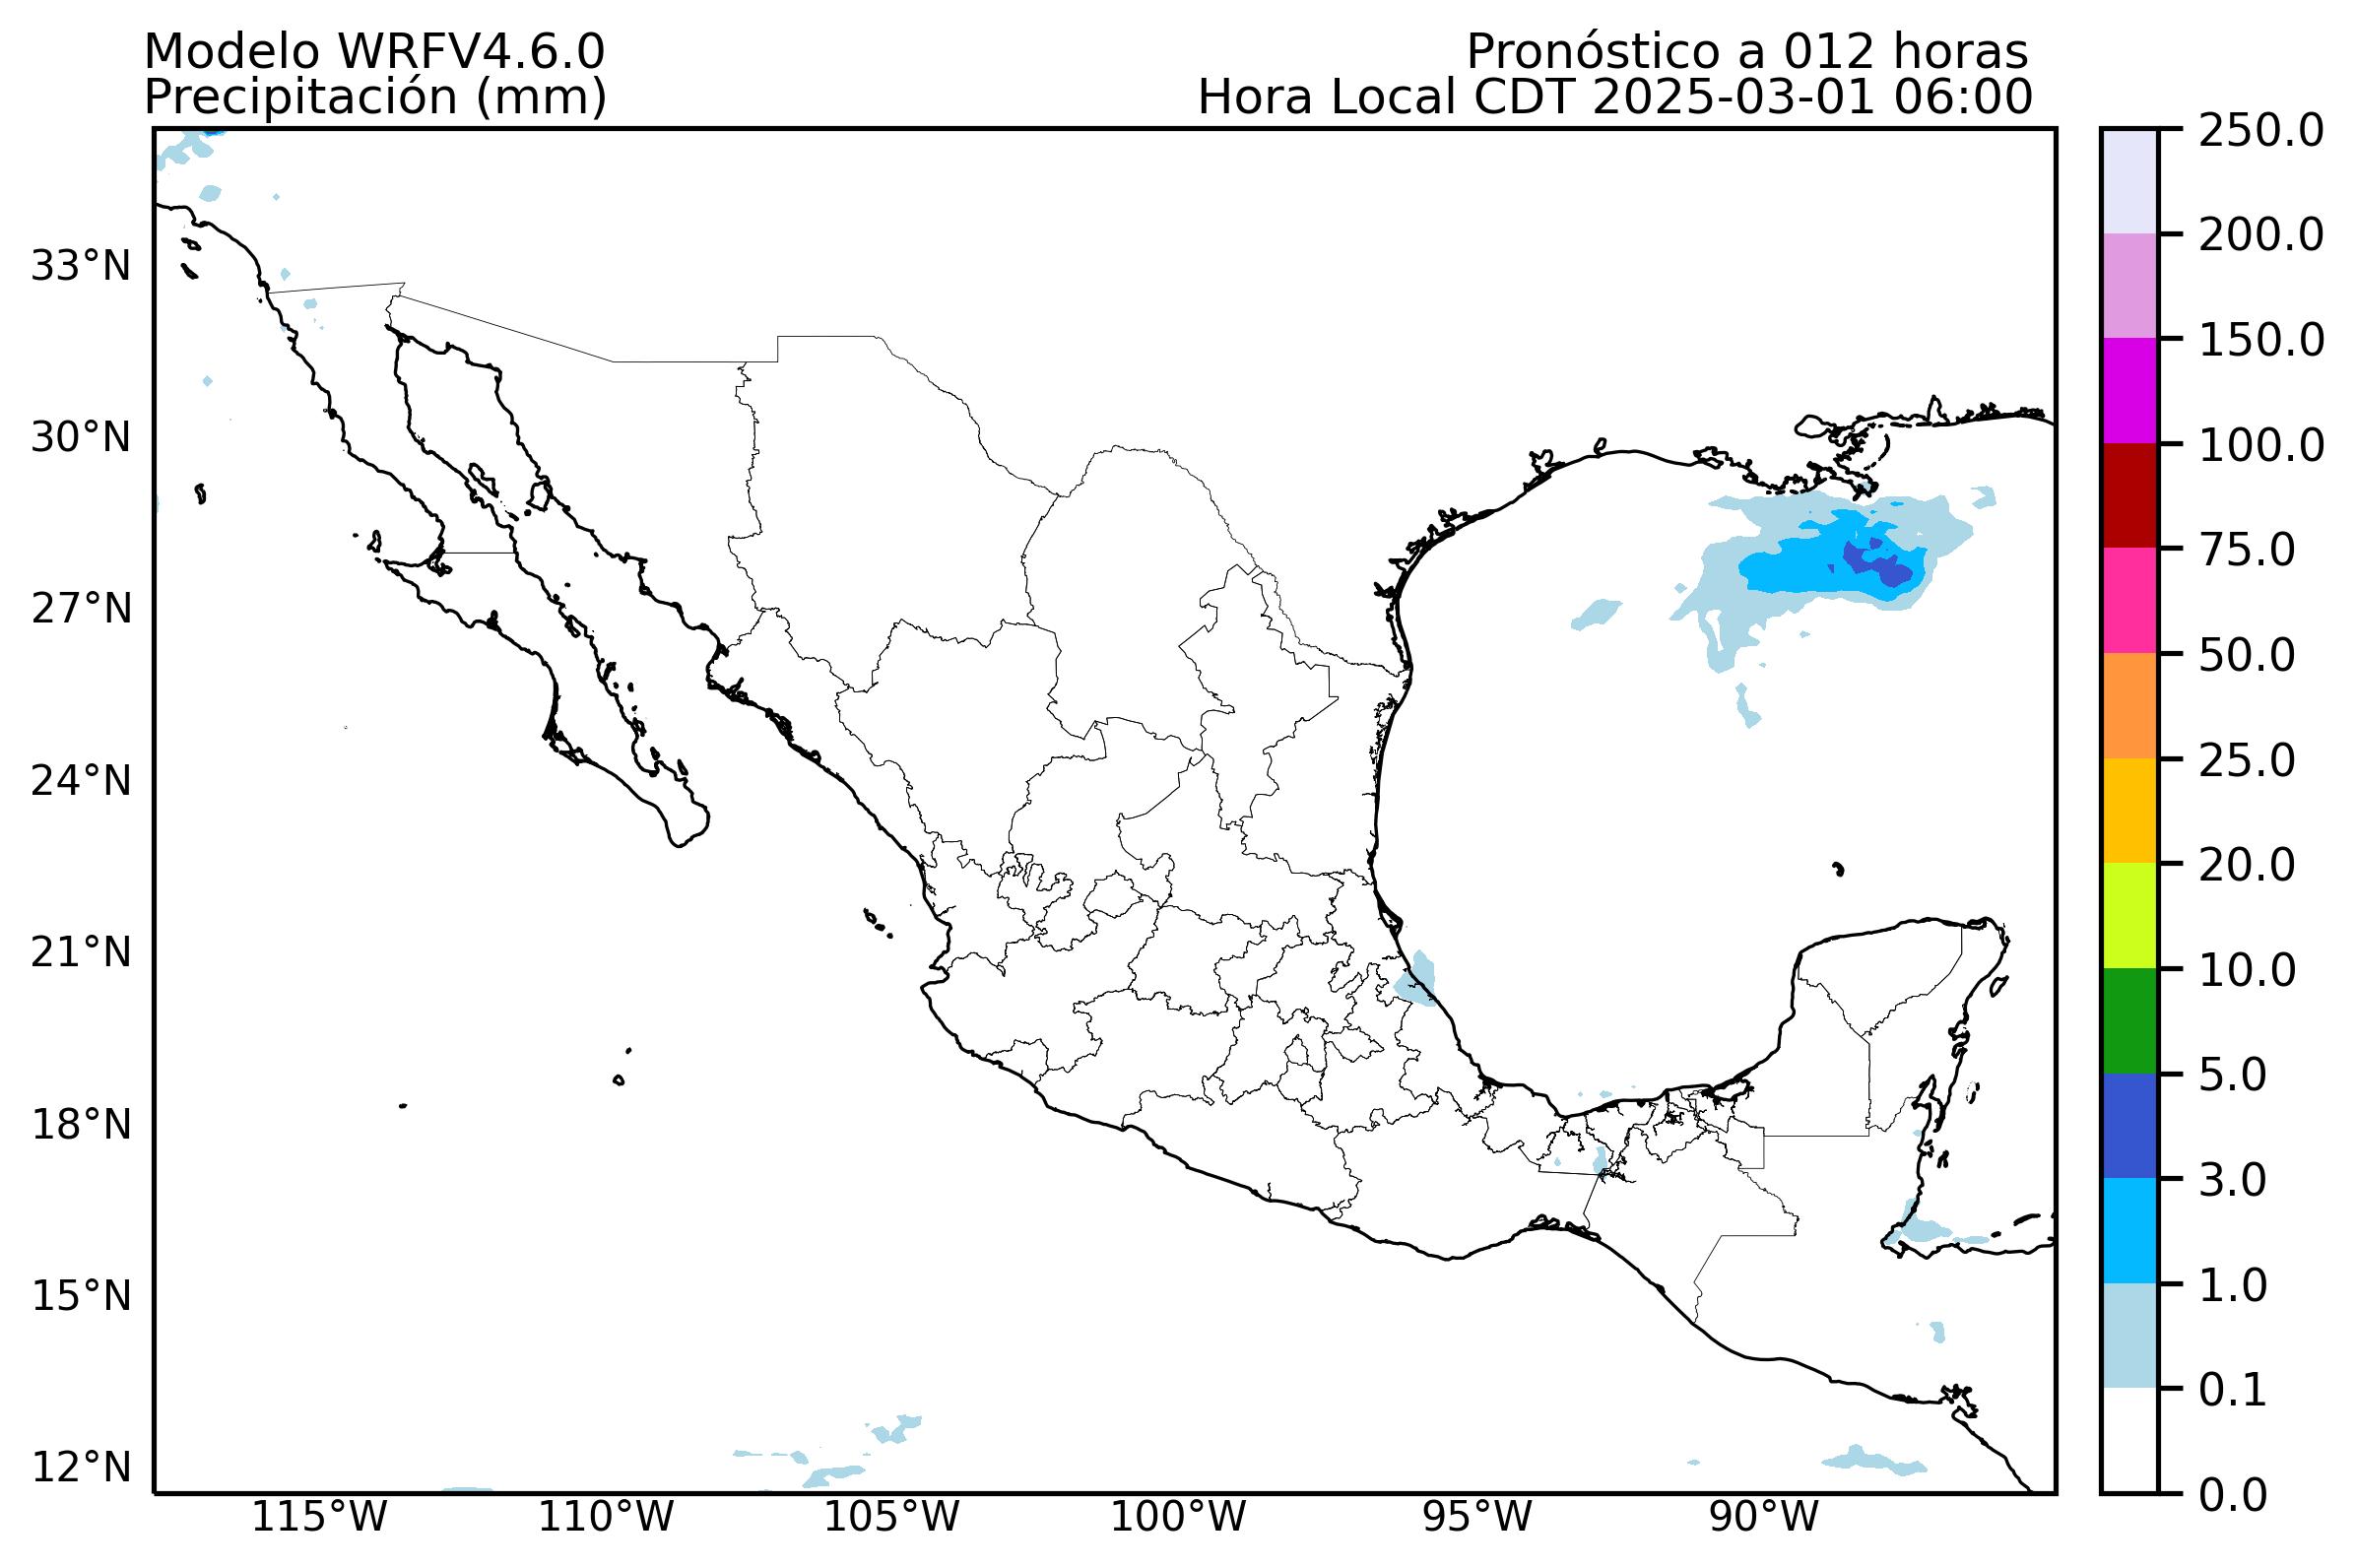 Modelo WRFV4.6.0
Precipitación (mm)
Pronóstico a 012 horas
Hora Local CDT 2025-03-01 06:00
33°N
30°N
27°N
24°N
21°N
18°N
15°N
12°N
115°W
110°W
105°W
100°W
95°W
90°W
250.0
200.0
150.0
100.0
75.0
50.0
25.0
20.0
10.0
5.0
3.0
1.0
0.1
0.0